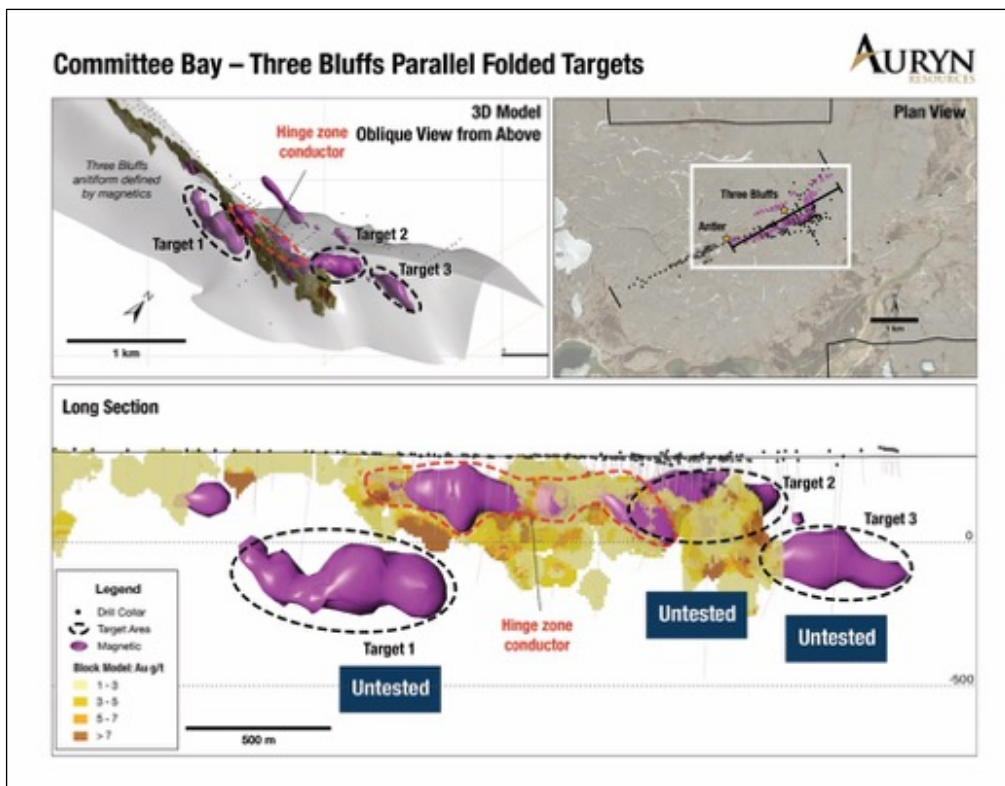 Committee Bay – Three Bluffs Parallel Folded Targets
AURYN
RESOURCES
3D Model
Oblique View from Above
Hinge zone
conductor
Three Bluffs
anitiform defined
by magnetics
Target 1
Target 2
Target 3
N
1 km
Plan View
Three Bluffs
Antler
1 km
Long Section
Target 2
Target 3
0
Legend
Drill Collar
Target Area
Magnetic
Block Model: Au g/t
1 - 3
3 - 5
5 - 7
> 7
Target 1
Hinge zone
conductor
Untested
Untested
Untested
-500
500 m